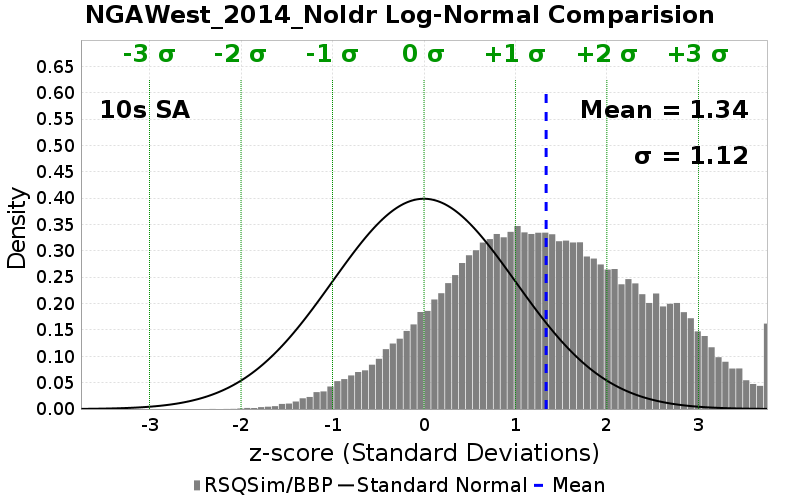 NGAWest_2014_NoIdr Log-Normal Comparision
-3 σ -2 σ -1 σ 0 σ +1 σ +2 σ +3 σ
10s SA
Mean = 1.34
σ = 1.12
0.65
0.60
0.55
0.50
0.45
0.40
0.35
0.30
0.25
0.20
0.15
0.10
0.05
0.00
Density
-3 -2 -1 0 1 2 3
z-score (Standard Deviations)
RSQSim/BBP Standard Normal Mean